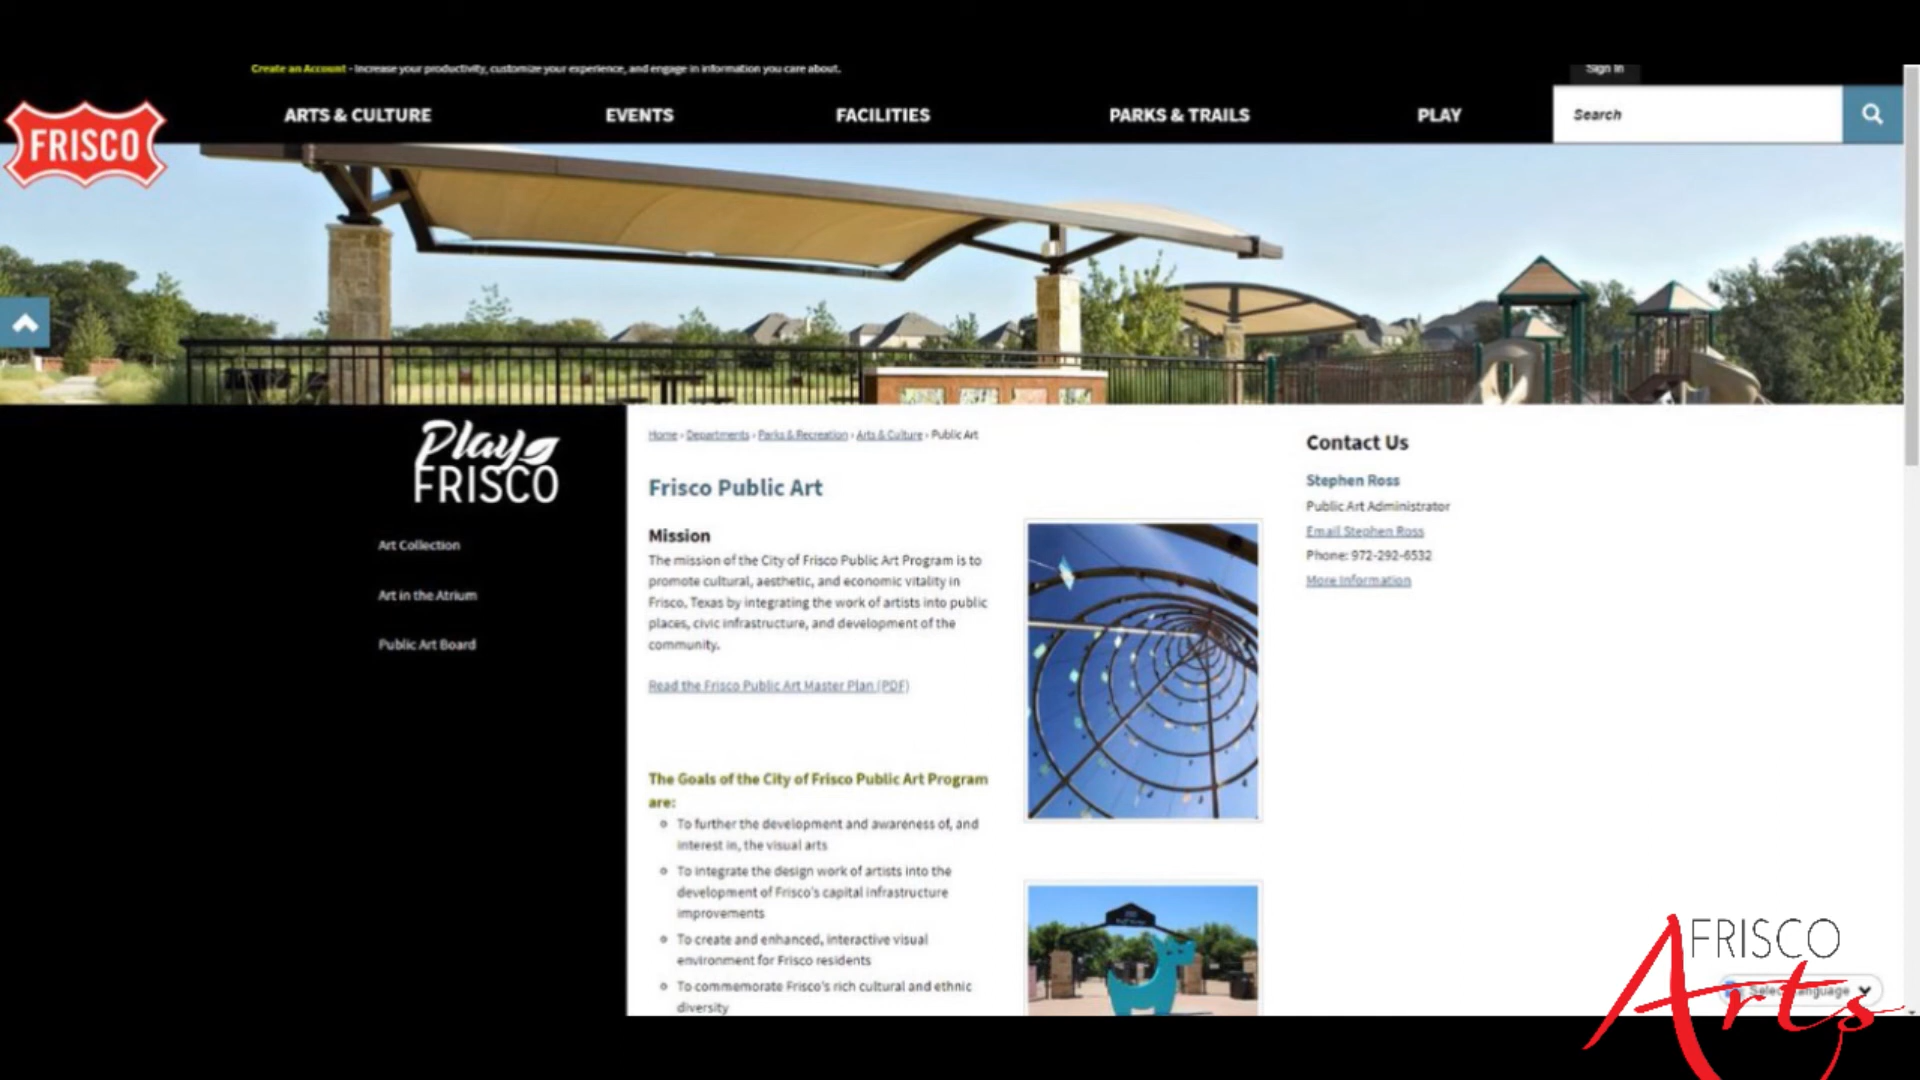 Create an Account - Increase your productivity, customize your experience, and engage in information you care about.
Sign In
FRISCO
ARTS & CULTURE
EVENTS
FACILITIES
PARKS & TRAILS
PLAY
Search
Play
FRISCO
Art Collection
Art in the Atrium
Public Art Board
Home › Departments › Parks & Recreation › Arts & Culture › Public Art
Frisco Public Art
Mission
The mission of the City of Frisco Public Art Program is to
promote cultural, aesthetic, and economic vitality in
Frisco, Texas by integrating the work of artists into public
places, civic infrastructure, and development of the
community.
Read the Frisco Public Art Master Plan (PDF)
The Goals of the City of Frisco Public Art Program
are:
To further the development and awareness of, and
interest in, the visual arts
To integrate the design work of artists into the
development of Frisco's capital infrastructure
improvements
To create and enhanced, interactive visual
environment for Frisco residents
To commemorate Frisco's rich cultural and ethnic
diversity
Contact Us
Stephen Ross
Public Art Administrator
Email Stephen Ross
Phone: 972-292-6532
More Information
Select Language
FRISCO
Arts